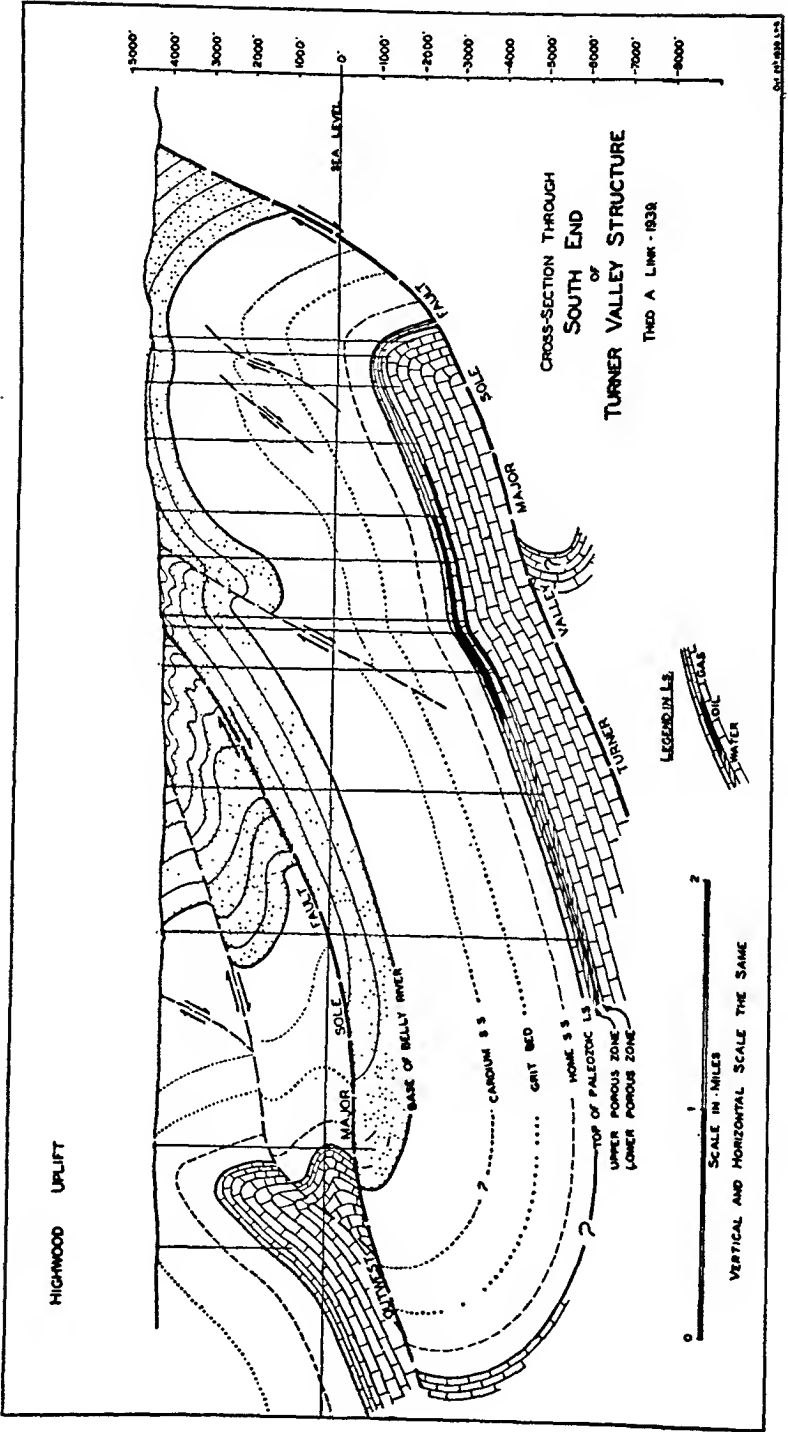 HIGHWOOD UPLIFT
5000'
4000'
3000'
2000'
1000'
0'
-1000'
-2000'
-3000'
-4000
-5000'
-6000'
-7000'
-8000'
SEA LEVEL
CROSS-SECTION THROUGH
SOUTH END
OF
TURNER VALLEY STRUCTURE
THEO A LINK - 1939.
TURNER VALLEY MAJOR SOLE FAULT
OUTWEST MAJOR SOLE FAULT
BASE OF BELLY RIVER
? CARDIUM S S
GRIT BED
HOME S S
? TOP OF PALEOZOIC LS
UPPER POROUS ZONE
LOWER POROUS ZONE
?
LEGEND IN LS.
GAS
OIL
WATER
0 1 2
SCALE IN MILES
VERTICAL AND HORIZONTAL SCALE THE SAME